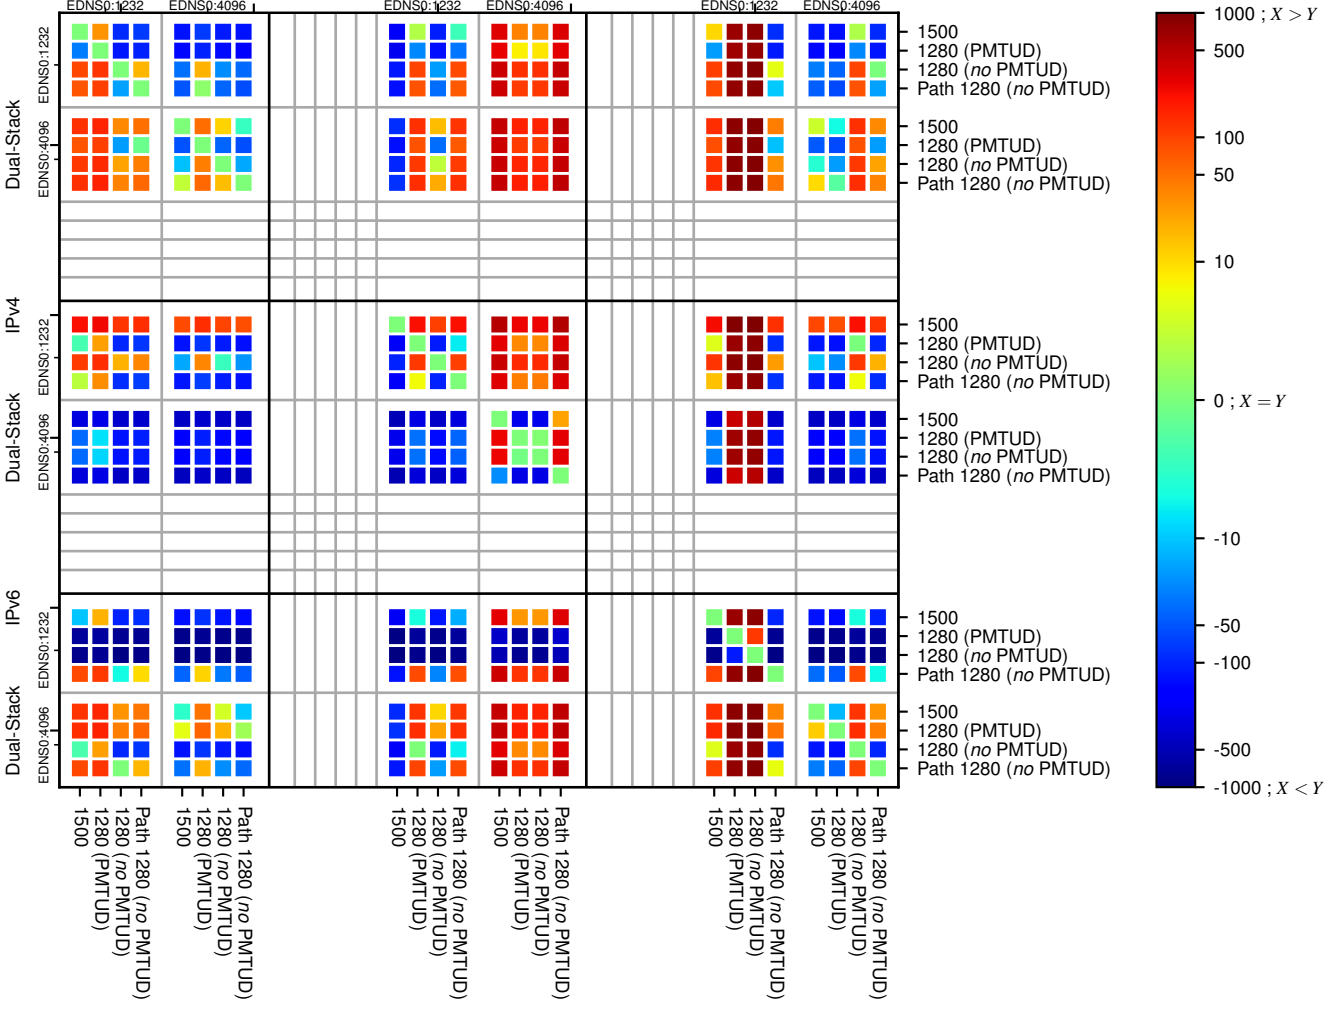 EDNS0:1232 EDNS0:4096 EDNS0:1232 EDNS0:4096 EDNS0:1232 EDNS0:4096
Dual-Stack
EDNS0:1232
1500
1280 (PMTUD)
1280 (no PMTUD)
Path 1280 (no PMTUD)
EDNS0:4096
1500
1280 (PMTUD)
1280 (no PMTUD)
Path 1280 (no PMTUD)
IPv4
Dual-Stack
EDNS0:1232
1500
1280 (PMTUD)
1280 (no PMTUD)
Path 1280 (no PMTUD)
EDNS0:4096
1500
1280 (PMTUD)
1280 (no PMTUD)
Path 1280 (no PMTUD)
IPv6
Dual-Stack
EDNS0:1232
1500
1280 (PMTUD)
1280 (no PMTUD)
Path 1280 (no PMTUD)
EDNS0:4096
1500
1280 (PMTUD)
1280 (no PMTUD)
Path 1280 (no PMTUD)
1500
1280 (PMTUD)
1280 (no PMTUD)
Path 1280 (no PMTUD)
1500
1280 (PMTUD)
1280 (no PMTUD)
Path 1280 (no PMTUD)
1500
1280 (PMTUD)
1280 (no PMTUD)
Path 1280 (no PMTUD)
1500
1280 (PMTUD)
1280 (no PMTUD)
Path 1280 (no PMTUD)
1500
1280 (PMTUD)
1280 (no PMTUD)
Path 1280 (no PMTUD)
1500
1280 (PMTUD)
1280 (no PMTUD)
Path 1280 (no PMTUD)
1000 ; X > Y
500
100
50
10
0 ; X = Y
-10
-50
-100
-500
-1000 ; X < Y